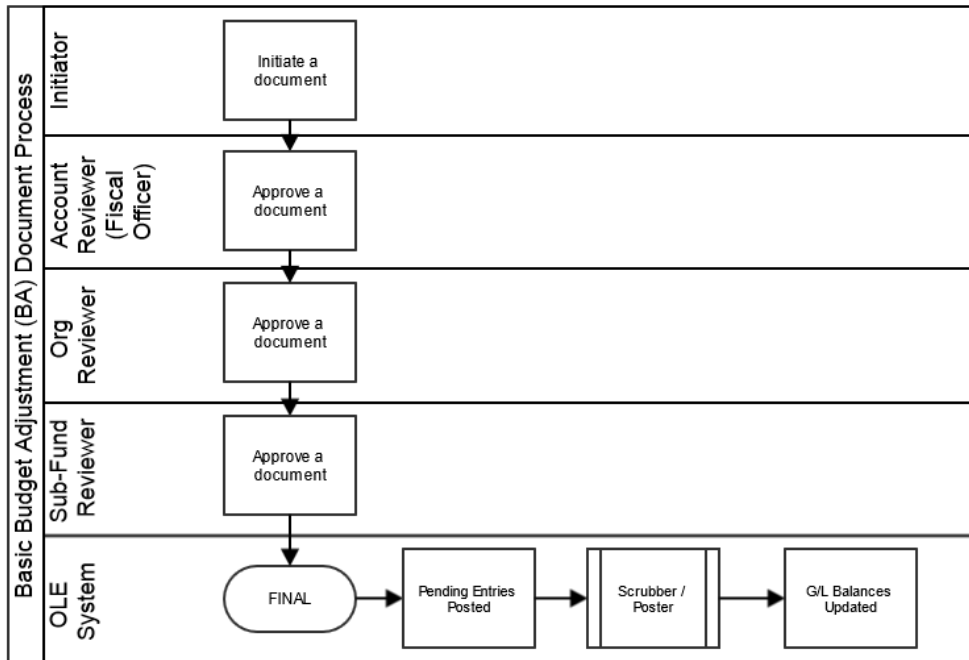 Basic Budget Adjustment (BA) Document Process
Initiator
Initiate a
document
Account
Reviewer
(Fiscal
Officer)
Approve a
document
Org
Reviewer
Approve a
document
Sub-Fund
Reviewer
Approve a
document
OLE
System
FINAL
Pending Entries
Posted
Scrubber /
Poster
G/L Balances
Updated